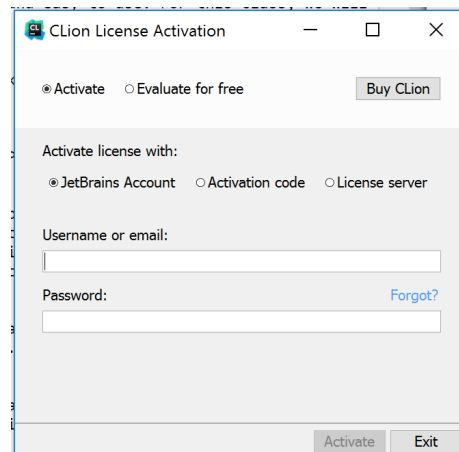 CLion License Activation
Activate Evaluate for free Buy CLion
Activate license with:
JetBrains Account Activation code License server
Username or email:
Password: Forgot?
Activate Exit